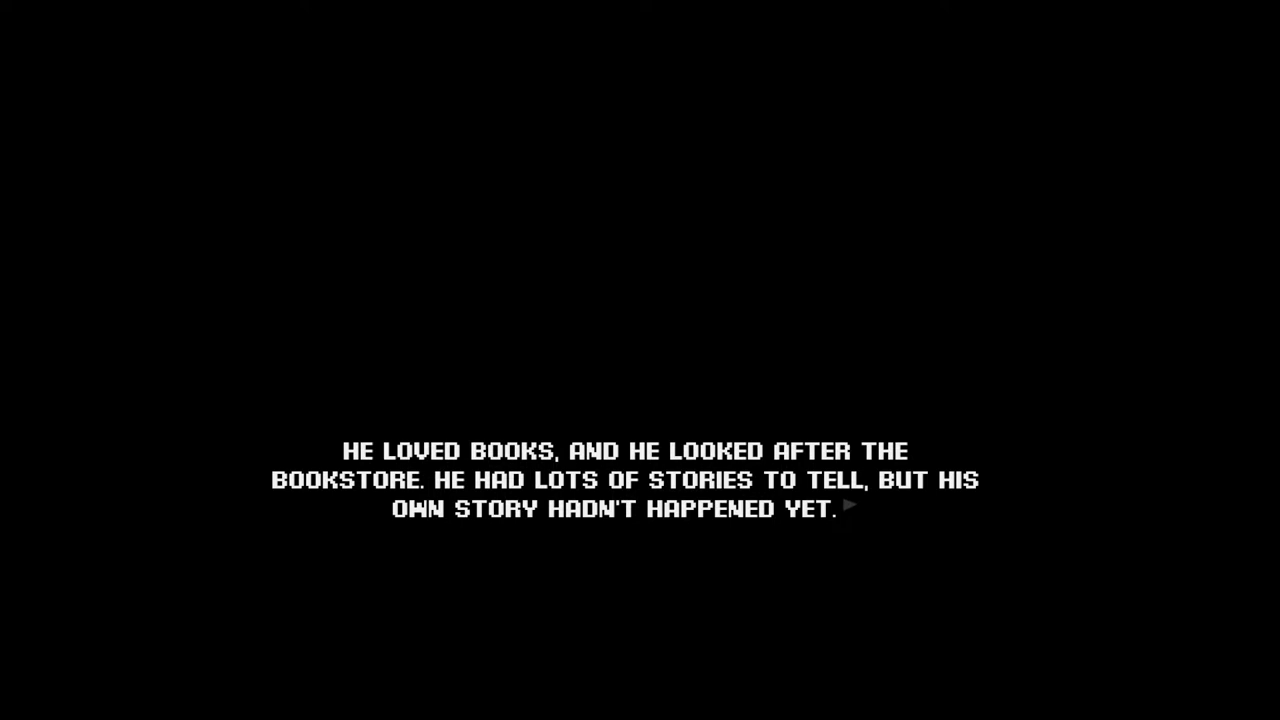 HE LOVED BOOKS, AND HE LOOKED AFTER THE
BOOKSTORE. HE HAD LOTS OF STORIES TO TELL, BUT HIS
OWN STORY HADN'T HAPPENED YET.